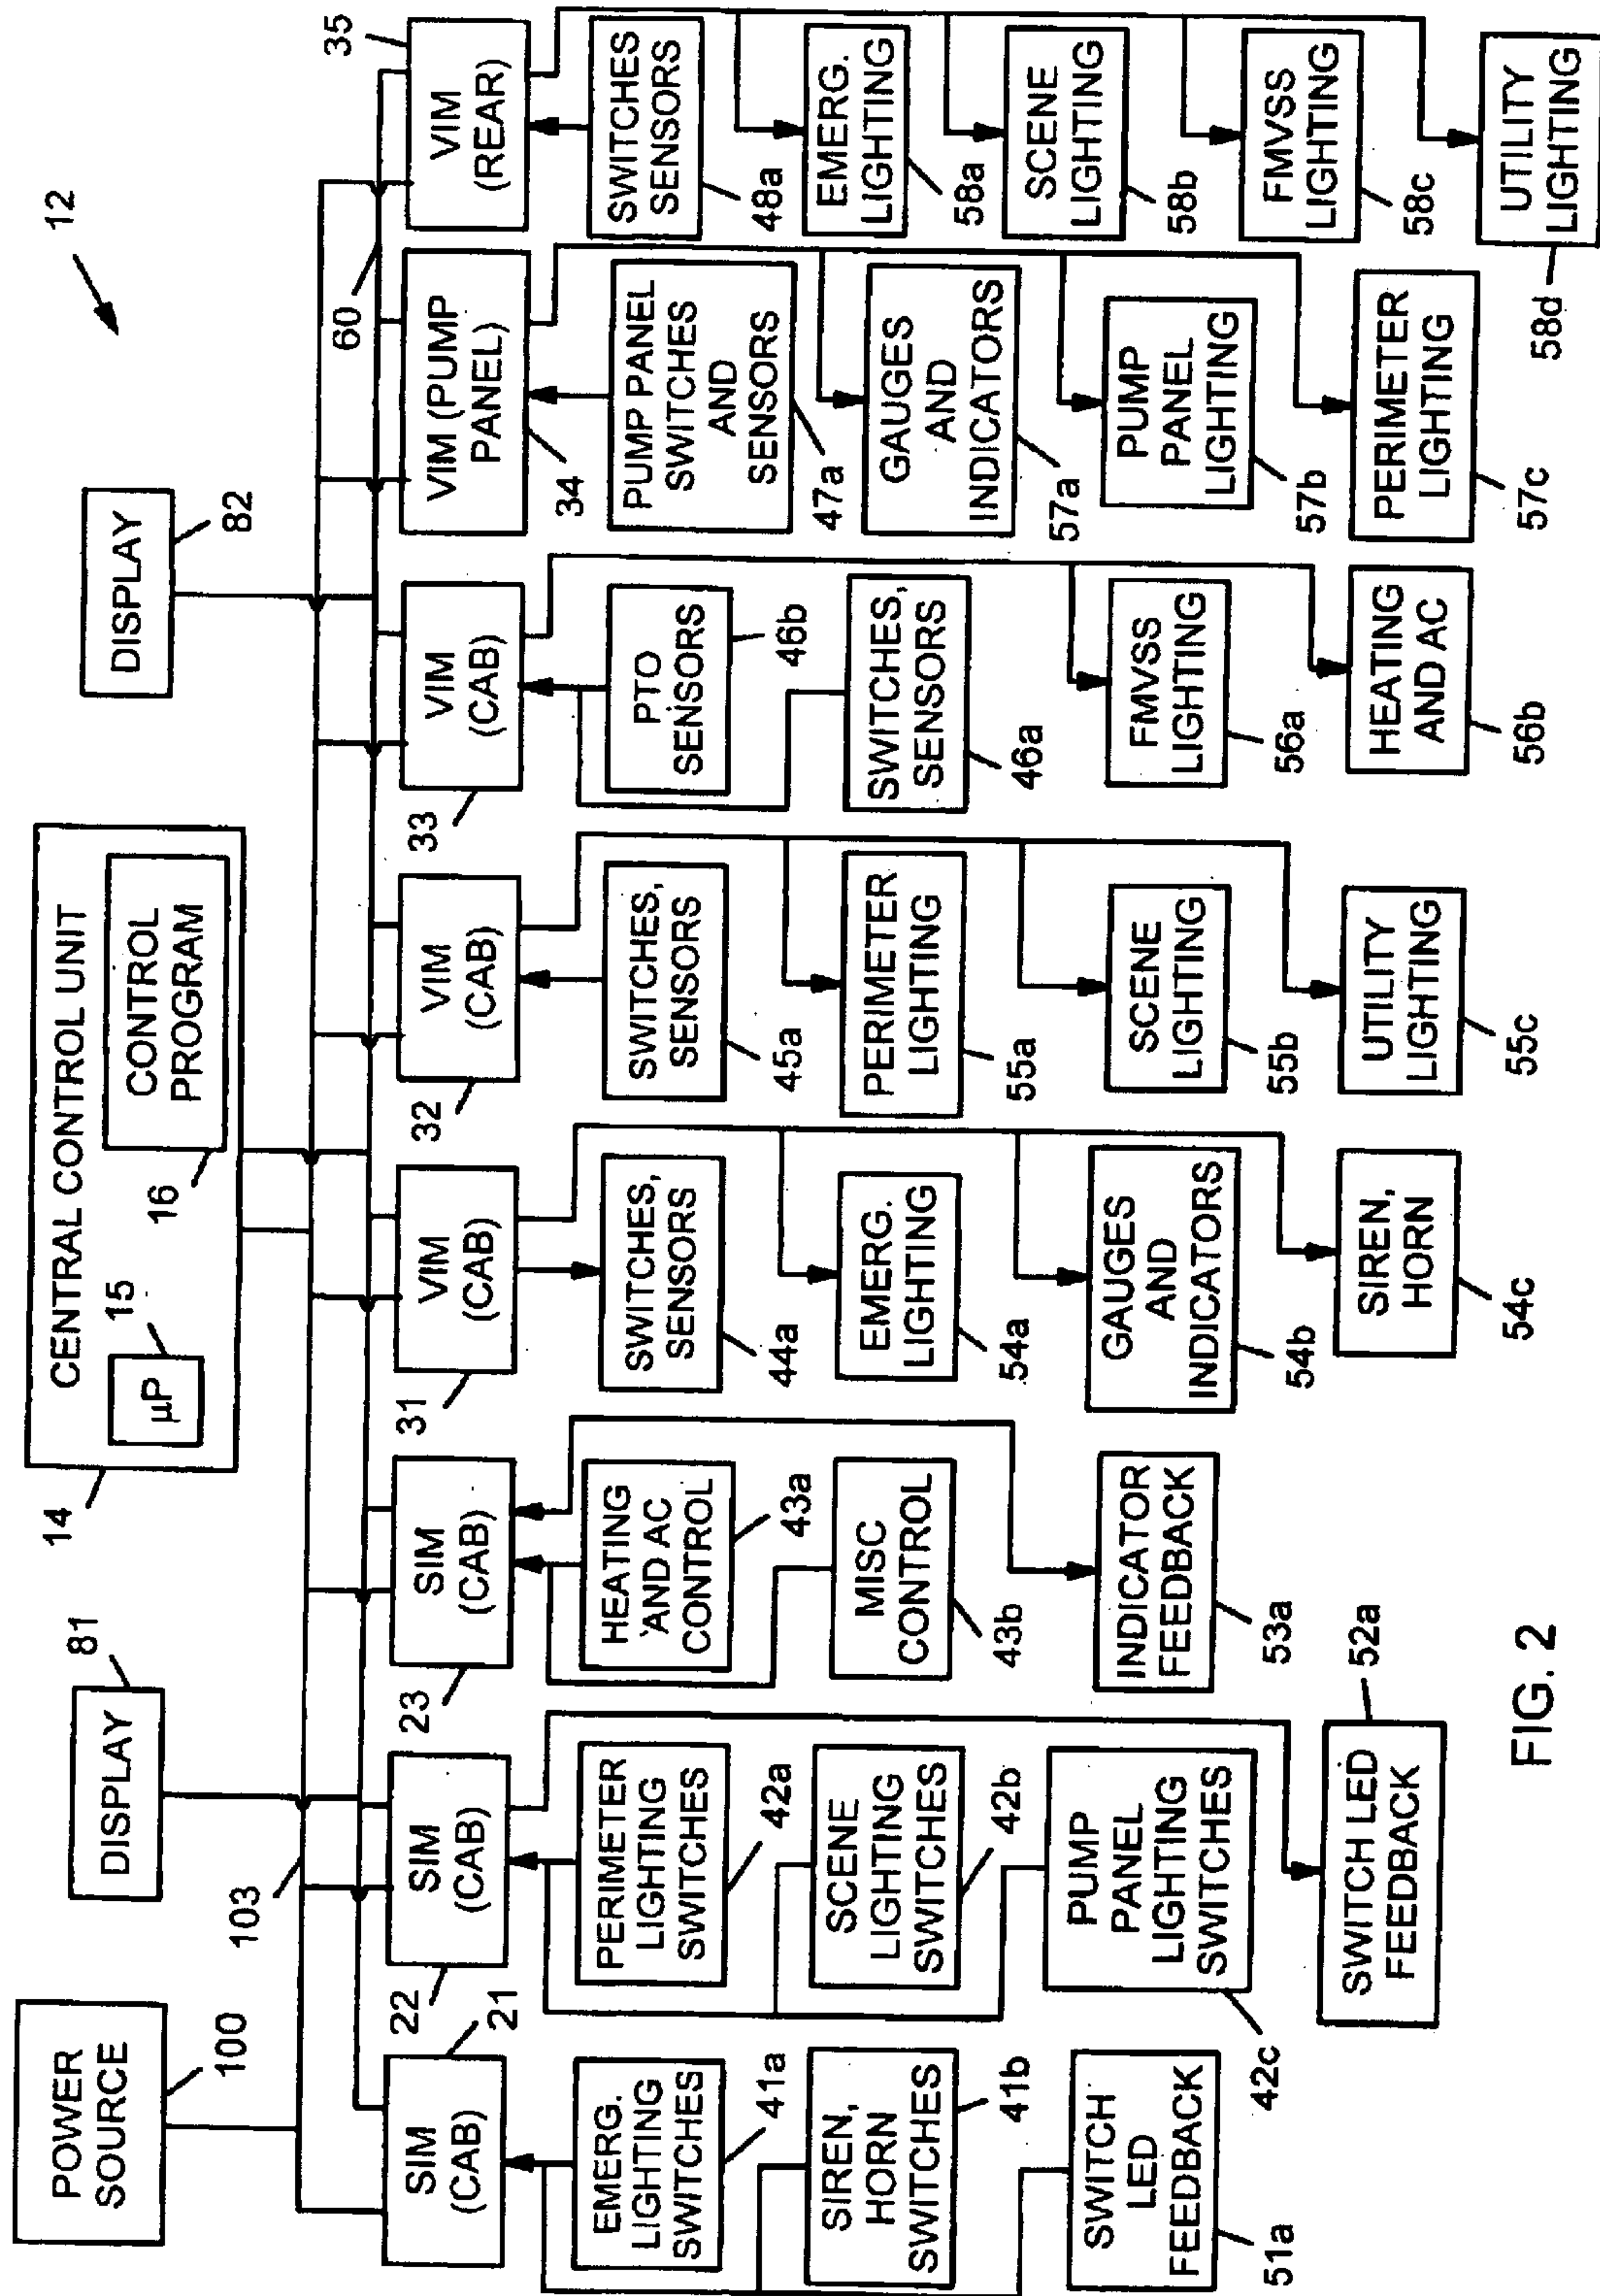 12
POWER
SOURCE
100
DISPLAY
81
103
CENTRAL CONTROL UNIT
14
µP
15
CONTROL
PROGRAM
16
DISPLAY
82
60
SIM
(CAB)
21
EMERG.
LIGHTING
SWITCHES
41a
SIREN,
HORN
SWITCHES
41b
SWITCH
LED
FEEDBACK
51a
SIM
(CAB)
22
PERIMETER
LIGHTING
SWITCHES
42a
SCENE
LIGHTING
SWITCHES
42b
PUMP
PANEL
LIGHTING
SWITCHES
42c
SWITCH LED
FEEDBACK
52a
SIM
(CAB)
23
HEATING
AND AC
CONTROL
43a
MISC
CONTROL
43b
INDICATOR
FEEDBACK
53a
VIM
(CAB)
31
SWITCHES,
SENSORS
44a
EMERG.
LIGHTING
54a
GAUGES
AND
INDICATORS
54b
SIREN,
HORN
54c
VIM
(CAB)
32
SWITCHES,
SENSORS
45a
PERIMETER
LIGHTING
55a
SCENE
LIGHTING
55b
UTILITY
LIGHTING
55c
VIM
(CAB)
33
PTO
SENSORS
46b
SWITCHES,
SENSORS
46a
FMVSS
LIGHTING
56a
HEATING
AND AC
56b
VIM (PUMP
PANEL)
34
PUMP PANEL
SWITCHES
AND
SENSORS
47a
GAUGES
AND
INDICATORS
57a
PUMP
PANEL
LIGHTING
57b
PERIMETER
LIGHTING
57c
VIM
(REAR)
35
SWITCHES
SENSORS
48a
EMERG.
LIGHTING
58a
SCENE
LIGHTING
58b
FMVSS
LIGHTING
58c
UTILITY
LIGHTING
58d
FIG. 2